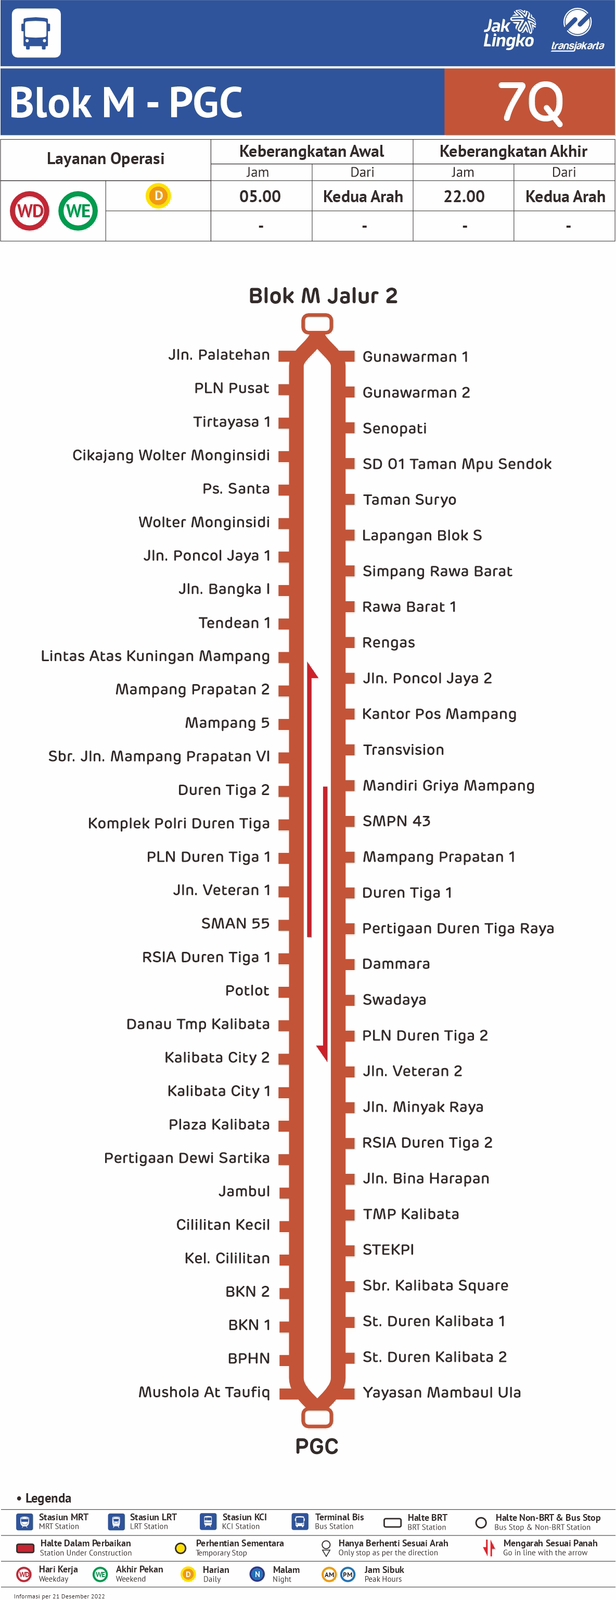 Jak
Lingko
transjakarta
Blok M - PGC
7Q
Layanan Operasi
Keberangkatan Awal
Keberangkatan Akhir
Jam
Dari
Jam
Dari
WD
WE
D
05.00
Kedua Arah
22.00
Kedua Arah
-
-
-
-
Blok M Jalur 2
Jln. Palatehan
PLN Pusat
Tirtayasa 1
Cikajang Wolter Monginsidi
Ps. Santa
Wolter Monginsidi
Jln. Poncol Jaya 1
Jln. Bangka I
Tendean 1
Lintas Atas Kuningan Mampang
Mampang Prapatan 2
Mampang 5
Sbr. Jln. Mampang Prapatan VI
Duren Tiga 2
Komplek Polri Duren Tiga
PLN Duren Tiga 1
Jln. Veteran 1
SMAN 55
RSIA Duren Tiga 1
Potlot
Danau Tmp Kalibata
Kalibata City 2
Kalibata City 1
Plaza Kalibata
Pertigaan Dewi Sartika
Jambul
Cililitan Kecil
Kel. Cililitan
BKN 2
BKN 1
BPHN
Mushola At Taufiq
Gunawarman 1
Gunawarman 2
Senopati
SD 01 Taman Mpu Sendok
Taman Suryo
Lapangan Blok S
Simpang Rawa Barat
Rawa Barat 1
Rengas
Jln. Poncol Jaya 2
Kantor Pos Mampang
Transvision
Mandiri Griya Mampang
SMPN 43
Mampang Prapatan 1
Duren Tiga 1
Pertigaan Duren Tiga Raya
Dammara
Swadaya
PLN Duren Tiga 2
Jln. Veteran 2
Jln. Minyak Raya
RSIA Duren Tiga 2
Jln. Bina Harapan
TMP Kalibata
STEKPI
Sbr. Kalibata Square
St. Duren Kalibata 1
St. Duren Kalibata 2
Yayasan Mambaul Ula
PGC
• Legenda
Stasiun MRT
MRT Station
Stasiun LRT
LRT Station
Stasiun KCI
KCI Station
Terminal Bis
Bus Station
Halte BRT
BRT Station
Halte Non-BRT & Bus Stop
Bus Stop & Non-BRT Station
Halte Dalam Perbaikan
Station Under Construction
Perhentian Sementara
Temporary Stop
Hanya Berhenti Sesuai Arah
Only stop as per the direction
Mengarah Sesuai Panah
Go in line with the arrow
WD
Hari Kerja
Weekday
WE
Akhir Pekan
Weekend
D
Harian
Daily
N
Malam
Night
AM
PM
Jam Sibuk
Peak Hours
Informasi per 21 Desember 2022